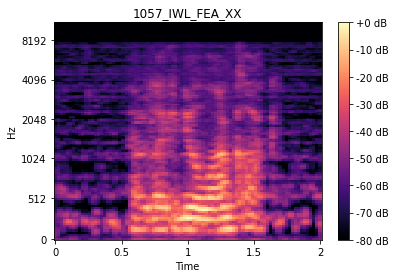 1057_IWL_FEA_XX
8192
4096
2048
1024
512
0
Hz
0
0.5
1
1.5
2
Time
+0 dB
-10 dB
-20 dB
-30 dB
-40 dB
-50 dB
-60 dB
-70 dB
-80 dB